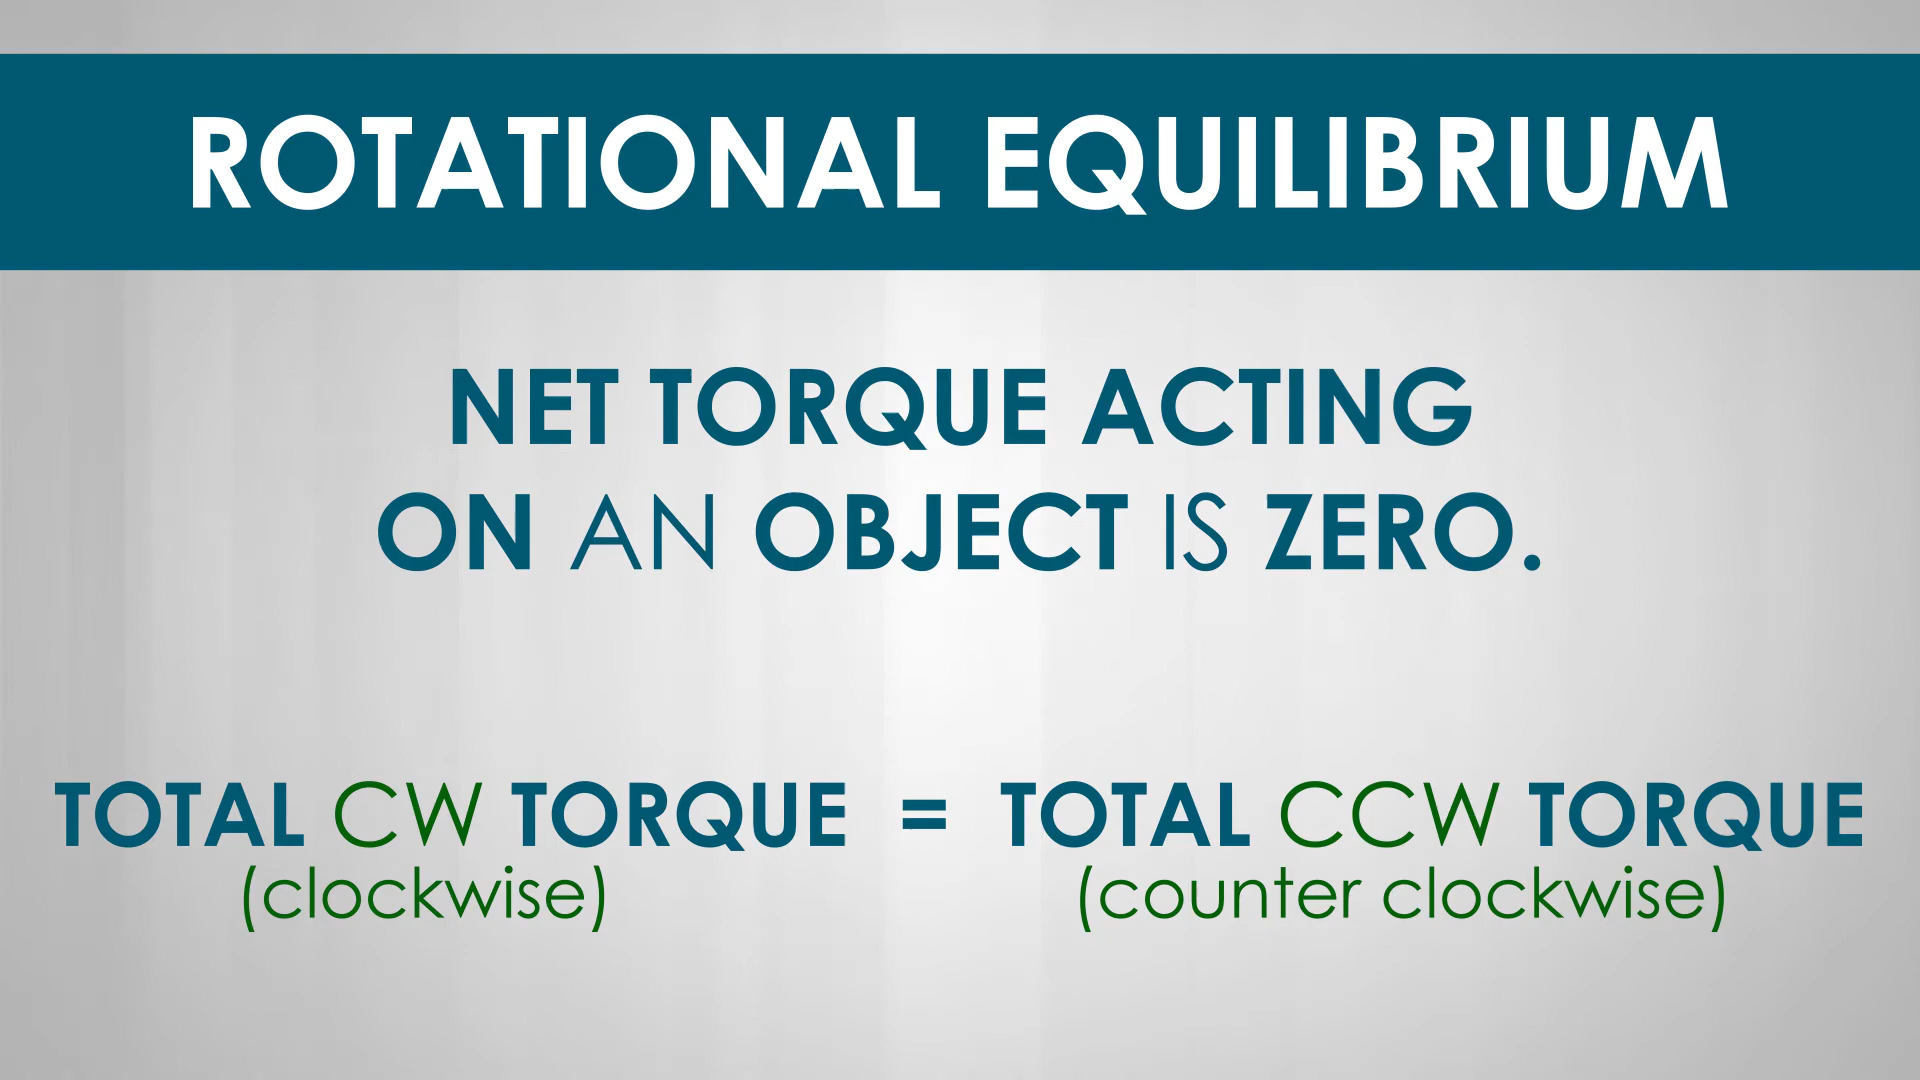 ROTATIONAL EQUILIBRIUM
NET TORQUE ACTING
ON AN OBJECT IS ZERO.
TOTAL CW TORQUE = TOTAL CCW TORQUE
(clockwise) (counter clockwise)